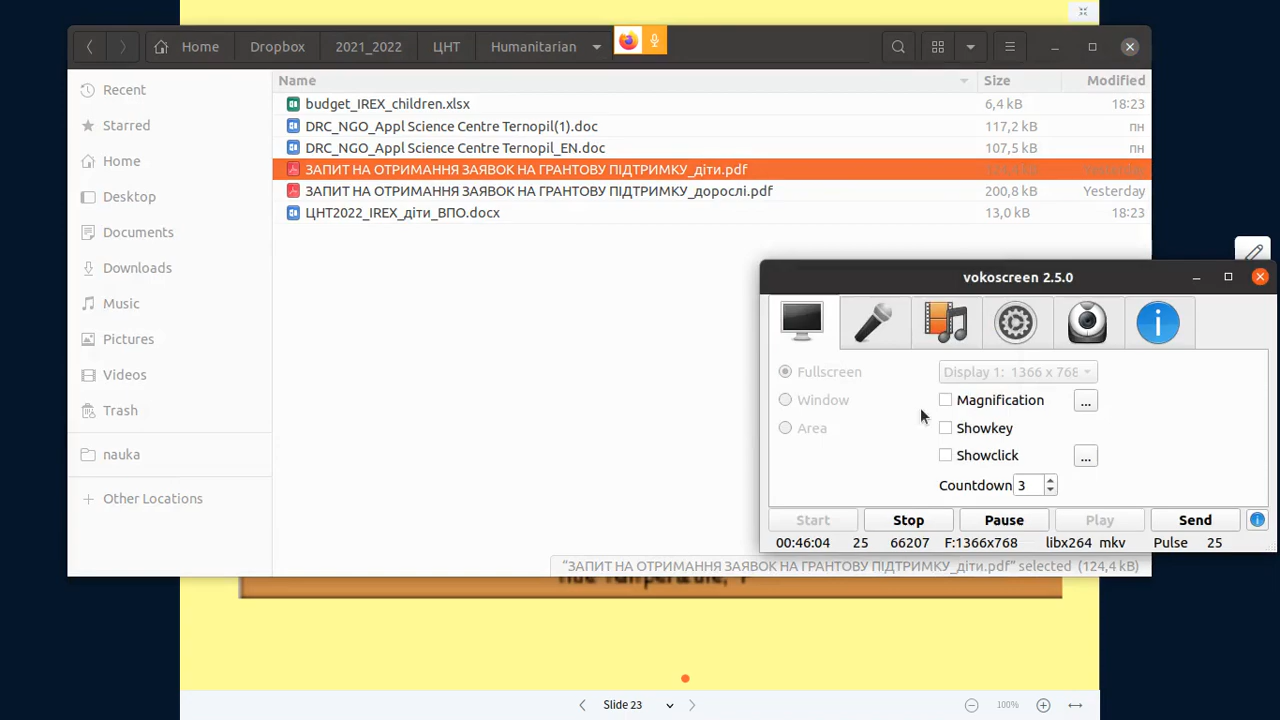 Home
Dropbox
2021_2022
ЦНТ
Humanitarian
Recent
Starred
Home
Desktop
Documents
Downloads
Music
Pictures
Videos
Trash
nauka
Other Locations
Name Size Modified
budget_IREX_children.xlsx 6,4 kB 18:23
DRC_NGO_Appl Science Centre Ternopil(1).doc 117,2 kB пн
DRC_NGO_Appl Science Centre Ternopil_EN.doc 107,5 kB пн
ЗАПИТ НА ОТРИМАННЯ ЗАЯВОК НА ГРАНТОВУ ПІДТРИМКУ_діти.pdf
ЗАПИТ НА ОТРИМАННЯ ЗАЯВОК НА ГРАНТОВУ ПІДТРИМКУ_дорослі.pdf 200,8 kB Yesterday
ЦНТ2022_IREX_діти_ВПО.docx 13,0 kB 18:23
"ЗАПИТ НА ОТРИМАННЯ ЗАЯВОК НА ГРАНТОВУ ПІДТРИМКУ_діти.pdf" selected (124,4 kB)
vokoscreen 2.5.0
Fullscreen Display 1: 1366 x 768
Window Magnification ...
Area Showkey
Showclick ...
Countdown 3
Start Stop Pause Play Send
00:46:04 25 66207 F:1366x768 libx264 mkv Pulse 25
Slide 23
100%